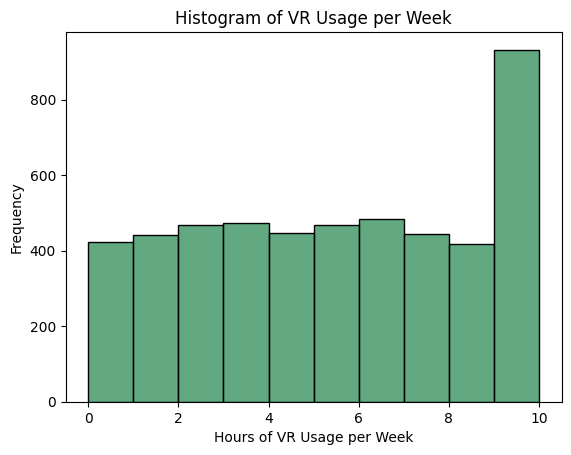 Histogram of VR Usage per Week
800
600
400
200
0
Frequency
0 2 4 6 8 10
Hours of VR Usage per Week